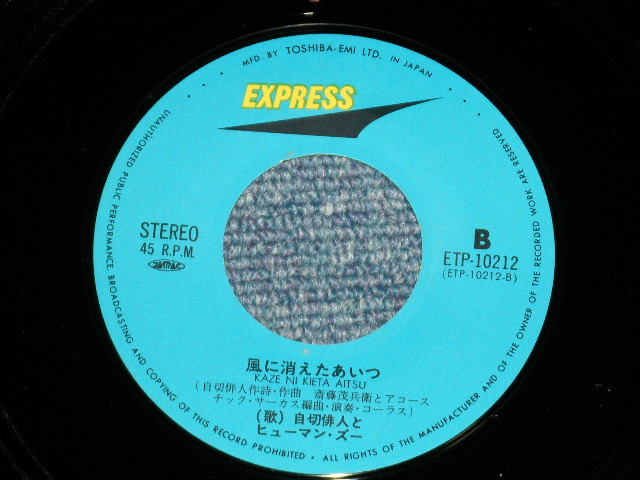 MFD. BY TOSHIBA-EMI LTD. IN JAPAN
EXPRESS
STEREO
45 R.P.M.
B
ETP-10212
(ETP-10212-B)
風に消えたあいつ
KAZE NI KIETA AITSU
(自切俳人作詩・作曲 斎藤茂兵衛とアコース
チック・サーカス編曲・演奏・コーラス)
(歌) 自切俳人と
ヒューマン・ズー
UNAUTHORIZED PUBLIC PERFORMANCE, BROADCASTING AND COPYING OF THIS RECORD PROHIBITED • ALL RIGHTS OF THE MANUFACTURER AND OF THE OWNER OF THE RECORDED WORK ARE RESERVED